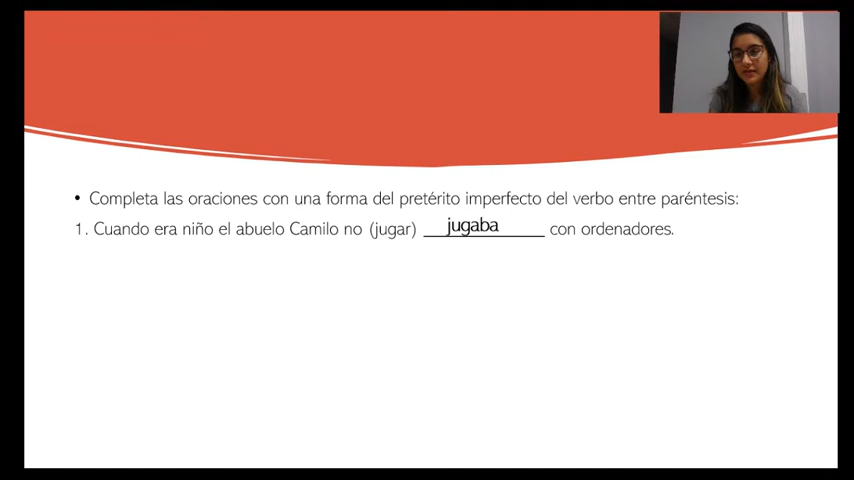 • Completa las oraciones con una forma del pretérito imperfecto del verbo entre paréntesis:
1. Cuando era niño el abuelo Camilo no (jugar) jugaba con ordenadores.